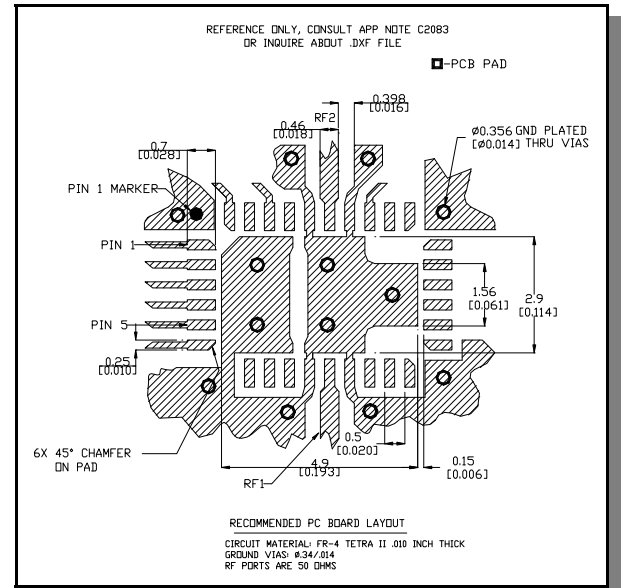 REFERENCE ONLY, CONSULT APP NOTE C2083
OR INQUIRE ABOUT .DXF FILE
-PCB PAD
0.398
[0.016]
RF2
0.46
[0.018]
Ø0.356 GND PLATED
[Ø0.014] THRU VIAS
0.7
[0.028]
PIN 1 MARKER
PIN 1
1.56
[0.061]
2.9
[0.114]
PIN 5
0.25
[0.010]
6X 45° CHAMFER
ON PAD
0.5
[0.020]
4.9
[0.193]
0.15
[0.006]
RF1
RECOMMENDED PC BOARD LAYOUT
CIRCUIT MATERIAL: FR-4 TETRA II .010 INCH THICK
GROUND VIAS: Ø.34/.014
RF PORTS ARE 50 OHMS